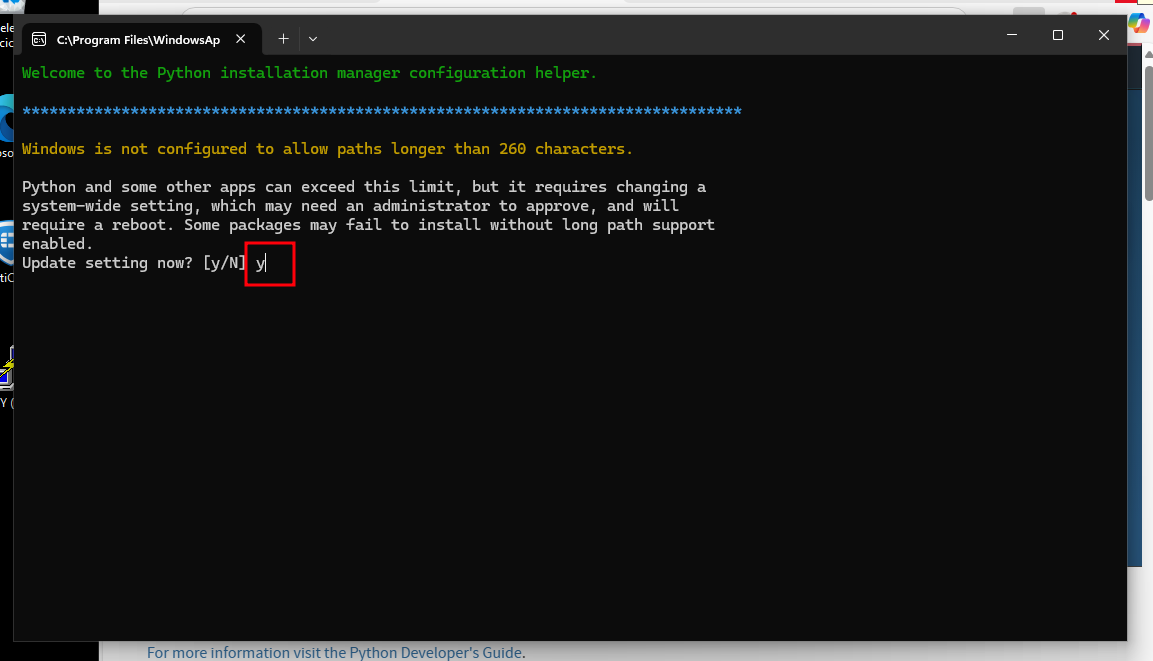 C:\Program Files\WindowsAp
Welcome to the Python installation manager configuration helper.
********************************************************************************
Windows is not configured to allow paths longer than 260 characters.
Python and some other apps can exceed this limit, but it requires changing a
system-wide setting, which may need an administrator to approve, and will
require a reboot. Some packages may fail to install without long path support
enabled.
Update setting now? [y/N] y
For more information visit the Python Developer's Guide.